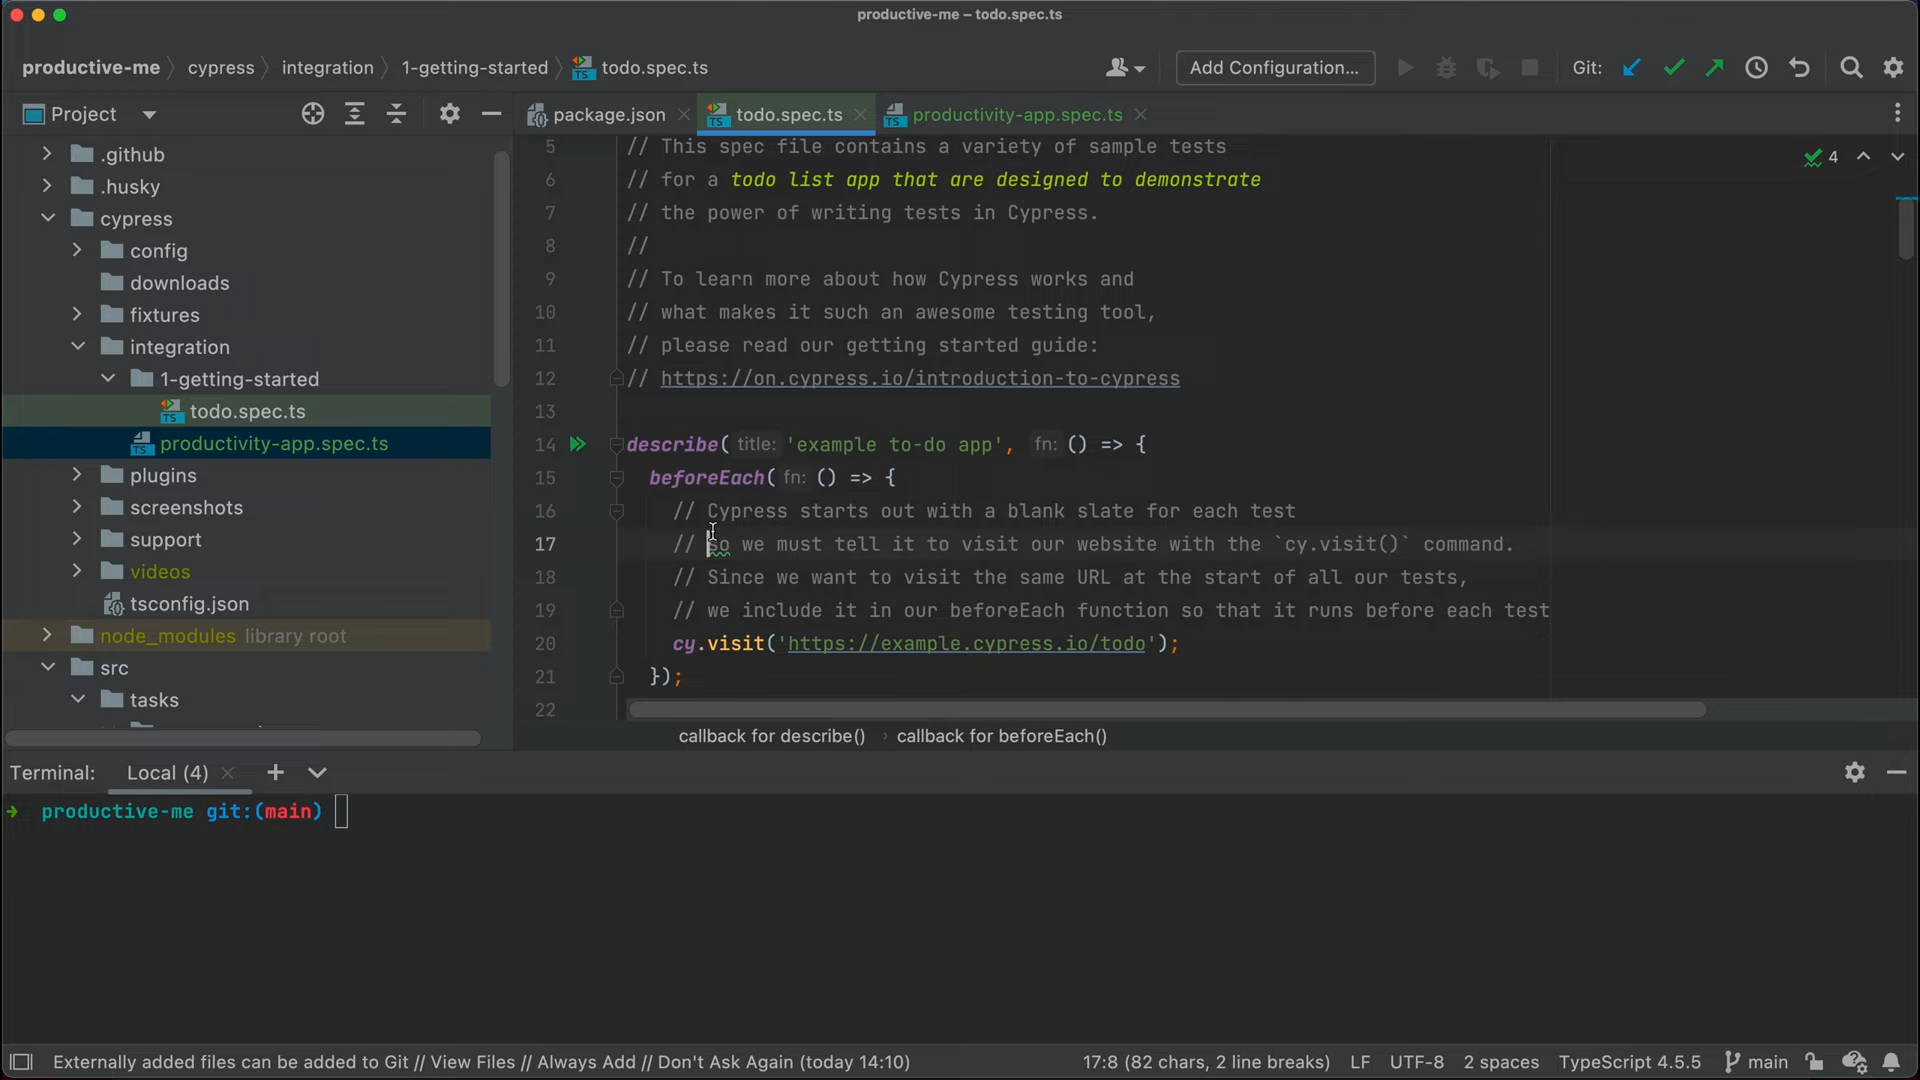 productive-me – todo.spec.ts
productive-me cypress integration 1-getting-started todo.spec.ts
Add Configuration...
Git:
Project
package.json
todo.spec.ts
productivity-app.spec.ts
.github
.husky
cypress
config
downloads
fixtures
integration
1-getting-started
todo.spec.ts
productivity-app.spec.ts
plugins
screenshots
support
videos
tsconfig.json
node_modules library root
src
tasks
4
5 // This spec file contains a variety of sample tests
6 // for a todo list app that are designed to demonstrate
7 // the power of writing tests in Cypress.
8 //
9 // To learn more about how Cypress works and
10 // what makes it such an awesome testing tool,
11 // please read our getting started guide:
12 // https://on.cypress.io/introduction-to-cypress
13
14 describe( title: 'example to-do app', fn: () => {
15 beforeEach( fn: () => {
16 // Cypress starts out with a blank slate for each test
17 // so we must tell it to visit our website with the `cy.visit()` command.
18 // Since we want to visit the same URL at the start of all our tests,
19 // we include it in our beforeEach function so that it runs before each test
20 cy.visit('https://example.cypress.io/todo');
21 });
22
callback for describe() › callback for beforeEach()
Terminal: Local (4)
productive-me git:(main)
Externally added files can be added to Git // View Files // Always Add // Don't Ask Again (today 14:10)
17:8 (82 chars, 2 line breaks) LF UTF-8 2 spaces TypeScript 4.5.5 main